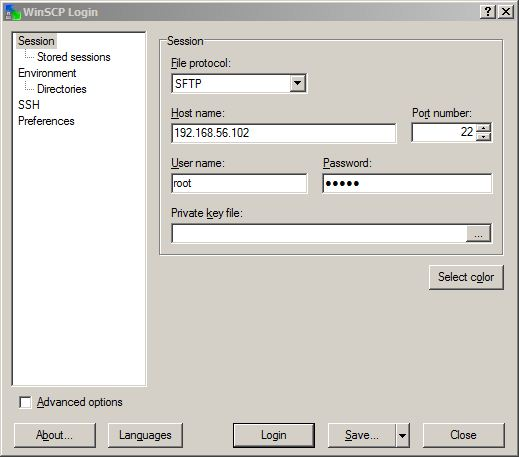 WinSCP Login
Session
Stored sessions
Environment
Directories
SSH
Preferences
Session
File protocol:
SFTP
Host name: Port number:
192.168.56.102 22
User name: Password:
root •••••
Private key file:
...
Select color
Advanced options
About... Languages Login Save... Close